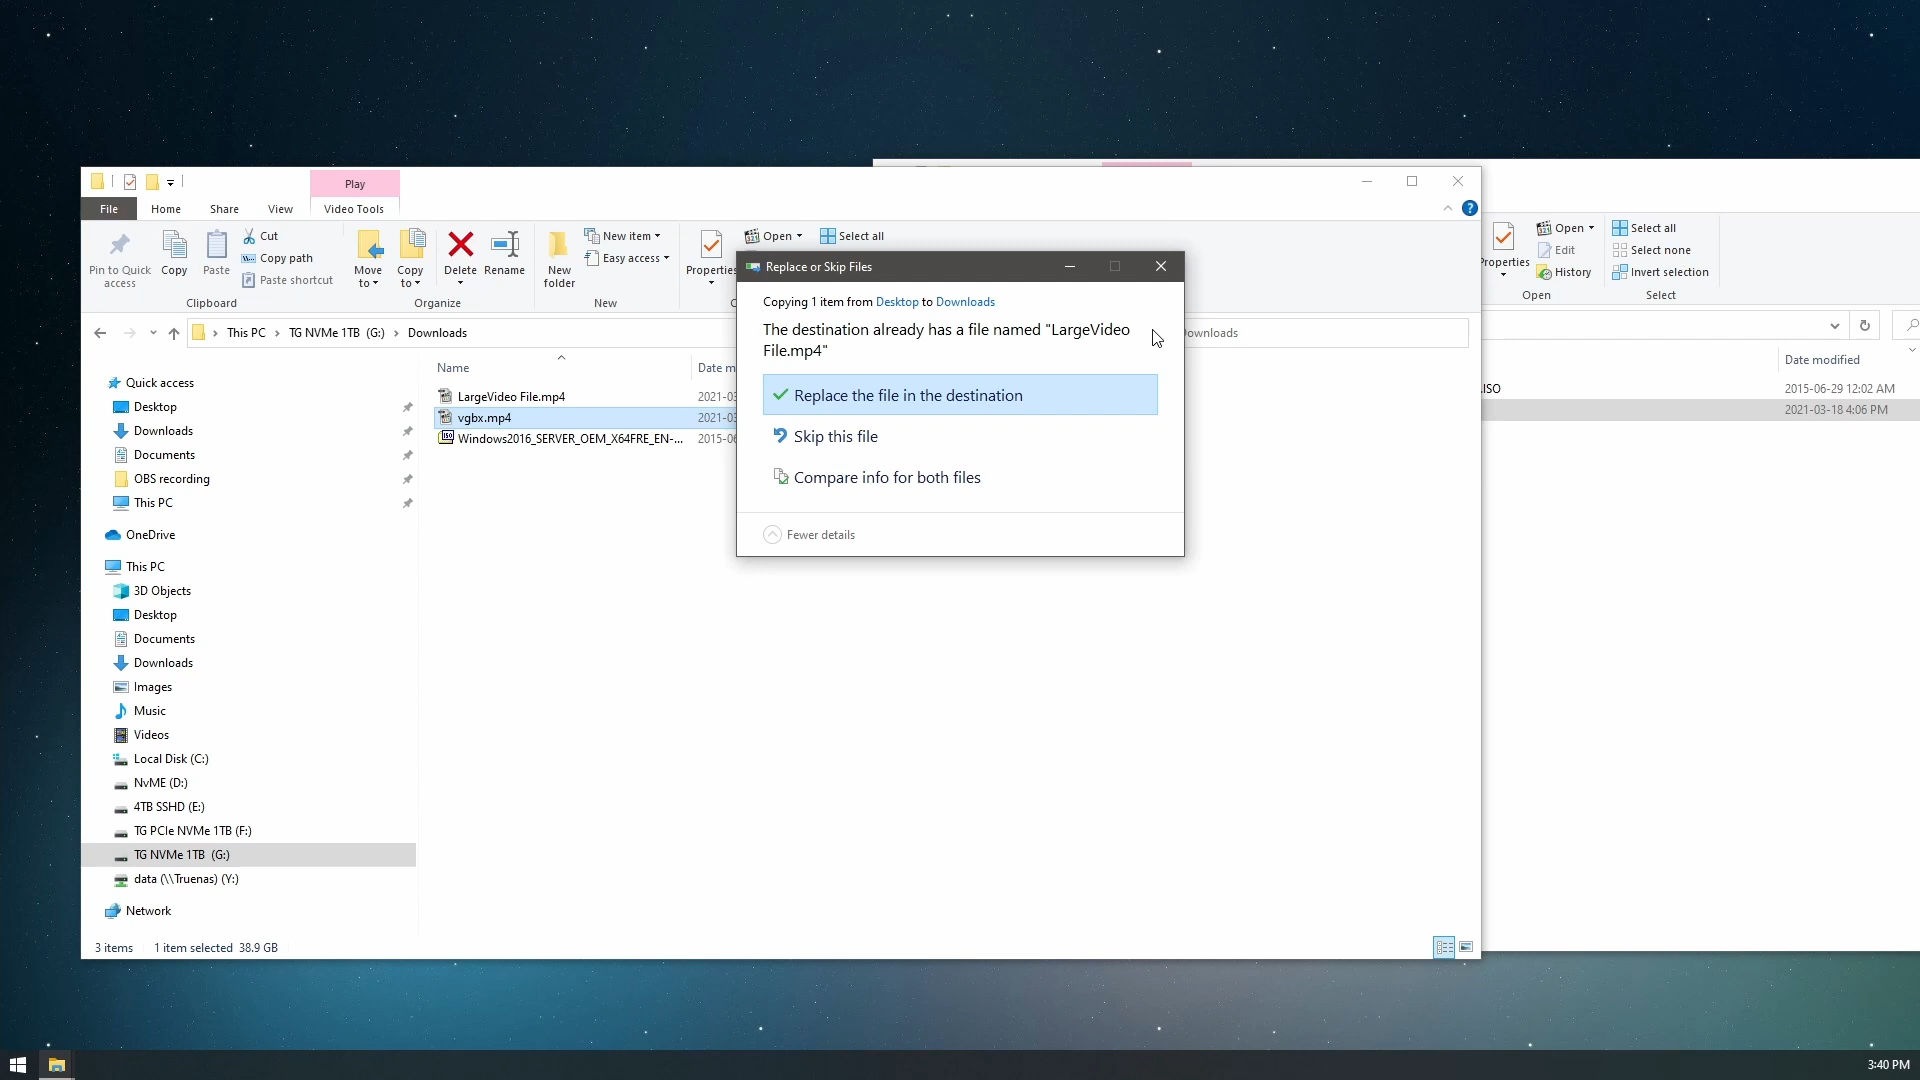 Play
File
Home
Share
View
Video Tools
Pin to Quick
access
Copy
Paste
Cut
Copy path
Paste shortcut
Clipboard
Move
to
Copy
to
Delete
Rename
Organize
New
folder
New item
Easy access
New
Properties
Open
Select all
Properties
Open
Edit
History
Open
Select all
Select none
Invert selection
Select
This PC
TG NVMe 1TB (G:)
Downloads
Name
Date m
LargeVideo File.mp4
2021-03
vgbx.mp4
2021-03
Windows2016_SERVER_OEM_X64FRE_EN-...
2015-06
Replace or Skip Files
Copying 1 item from Desktop to Downloads
The destination already has a file named "LargeVideo
File.mp4"
Replace the file in the destination
Skip this file
Compare info for both files
Fewer details
Downloads
Date modified
.ISO
2015-06-29 12:02 AM
2021-03-18 4:06 PM
Quick access
Desktop
Downloads
Documents
OBS recording
This PC
OneDrive
This PC
3D Objects
Desktop
Documents
Downloads
Images
Music
Videos
Local Disk (C:)
NvME (D:)
4TB SSHD (E:)
TG PCIe NVMe 1TB (F:)
TG NVMe 1TB (G:)
data (\\Truenas) (Y:)
Network
3 items
1 item selected 38.9 GB
3:40 PM